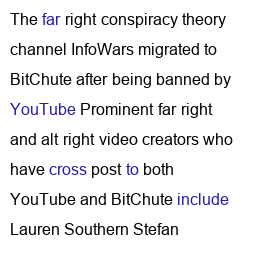 The far right conspiracy theory
channel InfoWars migrated to
BitChute after being banned by
YouTube Prominent far right
and alt right video creators who
have cross post to both
YouTube and BitChute include
Lauren Southern Stefan